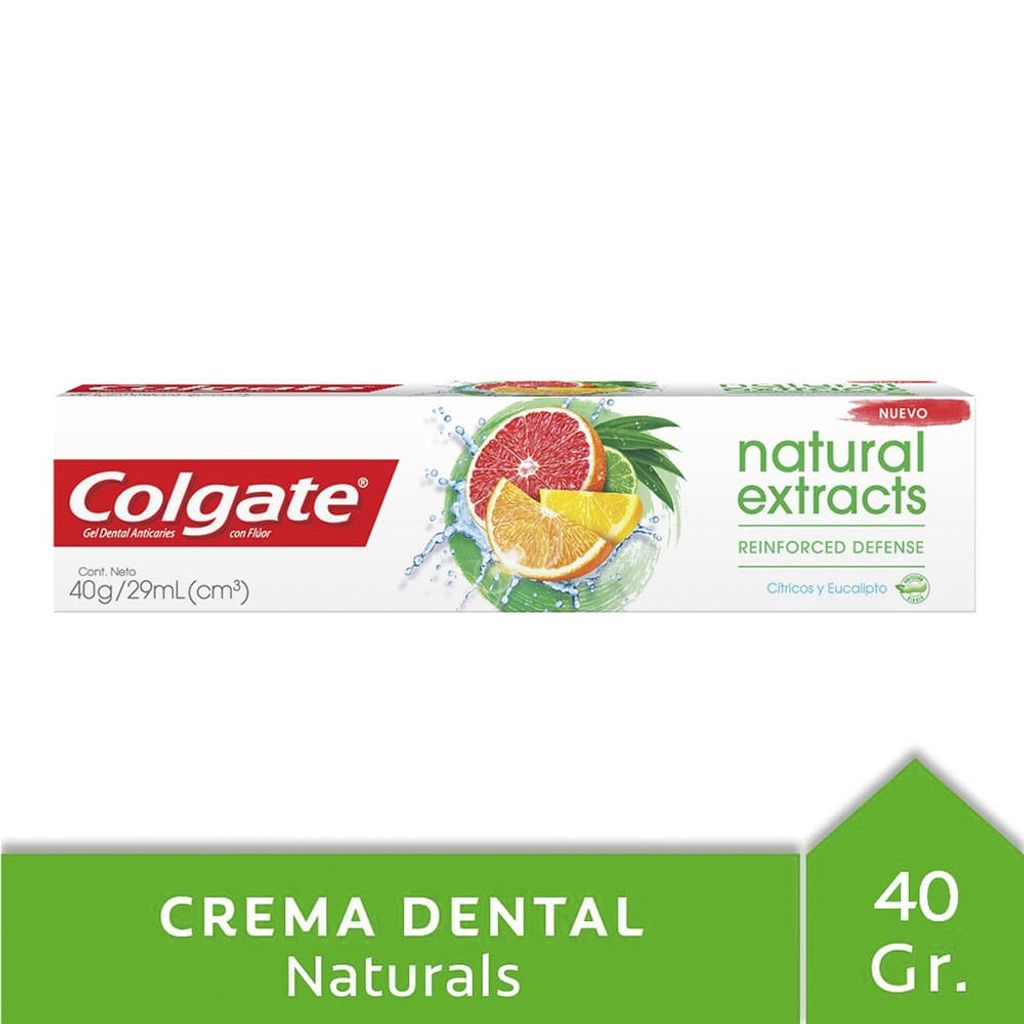 Colgate®
Gel Dental Anticaries con Flúor
Cont. Neto
40g/29mL(cm³)
NUEVO
natural
extracts
REINFORCED DEFENSE
Cítricos y Eucalipto
CREMA DENTAL
Naturals
40
Gr.